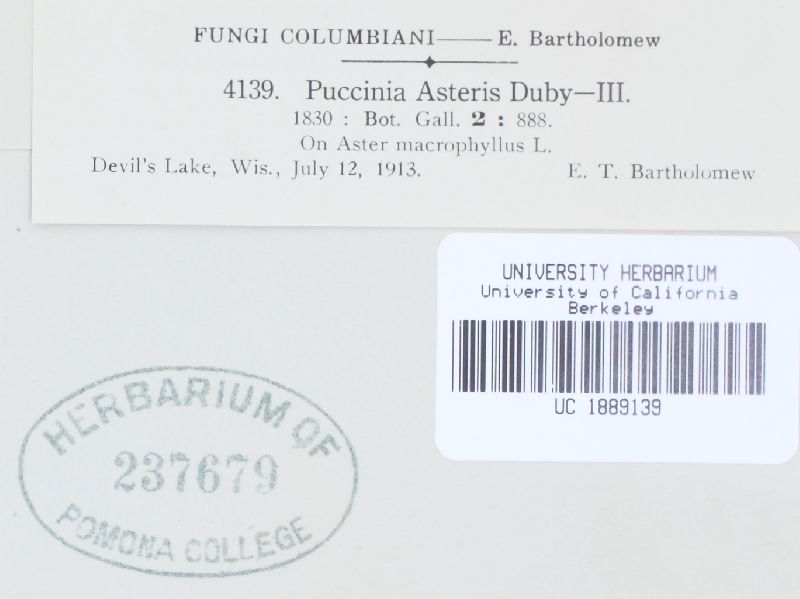 FUNGI COLUMBIANI—E. Bartholomew
4139. Puccinia Asteris Duby—III.
1830 : Bot. Gall. 2 : 888.
On Aster macrophyllus L.
Devil's Lake, Wis., July 12, 1913. E. T. Bartholomew
UNIVERSITY HERBARIUM
University of California
Berkeley
UC 1889139
HERBARIUM OF
237679
POMONA COLLEGE